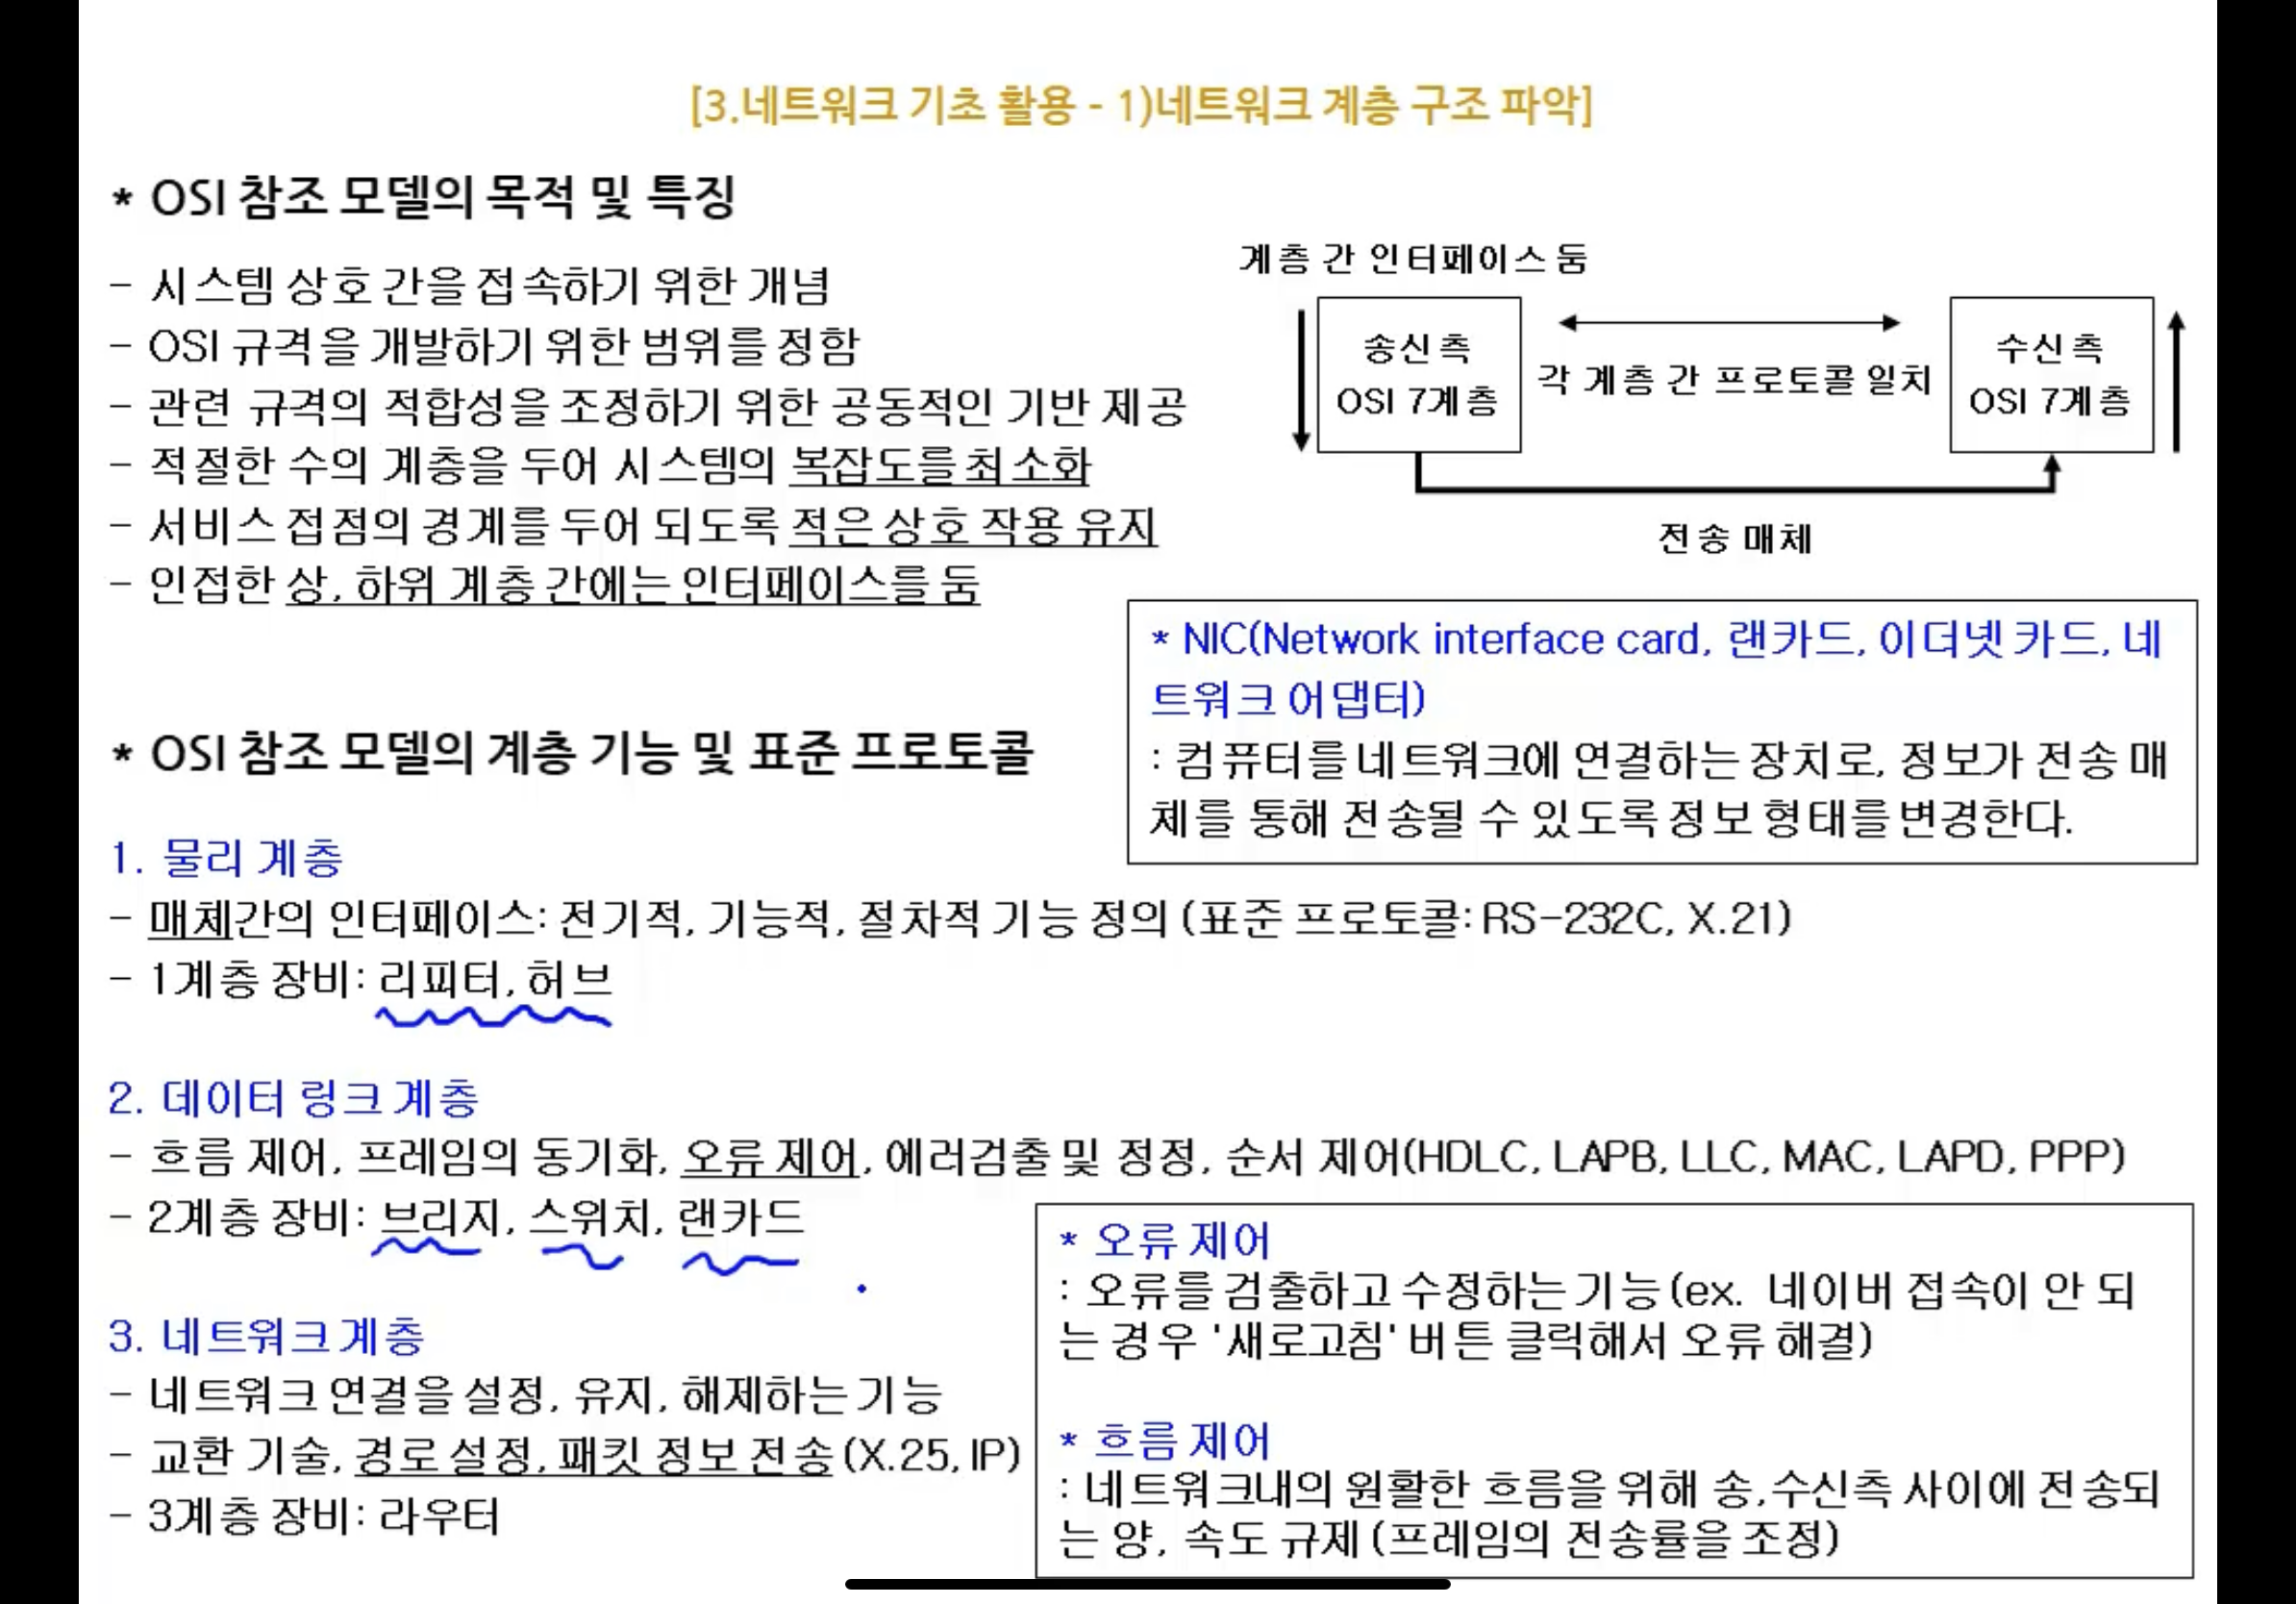 [3.네트워크 기초 활용 - 1)네트워크 계층 구조 파악]
* OSI 참조 모델의 목적 및 특징
- 시스템 상호 간을 접속하기 위한 개념
- OSI 규격을 개발하기 위한 범위를 정함
- 관련 규격의 적합성을 조정하기 위한 공동적인 기반 제공
- 적절한 수의 계층을 두어 시스템의 복잡도를 최소화
- 서비스 접점의 경계를 두어 되도록 적은 상호 작용 유지
- 인접한 상, 하위 계층 간에는 인터페이스를 둠
계층 간 인터페이스 둠
송신 측
OSI 7계층
각 계층 간 프로토콜 일치
수신 측
OSI 7계층
전송 매체
* NIC(Network interface card, 랜카드, 이더넷 카드, 네
트워크 어댑터)
: 컴퓨터를 네트워크에 연결하는 장치로, 정보가 전송 매
체를 통해 전송될 수 있도록 정보 형태를 변경한다.
* OSI 참조 모델의 계층 기능 및 표준 프로토콜
1. 물리 계층
- 매체간의 인터페이스: 전기적, 기능적, 절차적 기능 정의 (표준 프로토콜: RS-232C, X.21)
- 1계층 장비: 리피터, 허브
2. 데이터 링크 계층
- 흐름 제어, 프레임의 동기화, 오류 제어, 에러검출 및 정정, 순서 제어(HDLC, LAPB, LLC, MAC, LAPD, PPP)
- 2계층 장비: 브리지, 스위치, 랜카드
3. 네트워크 계층
- 네트워크 연결을 설정, 유지, 해제하는 기능
- 교환 기술, 경로 설정, 패킷 정보 전송 (X.25, IP)
- 3계층 장비: 라우터
* 오류 제어
: 오류를 검출하고 수정하는 기능 (ex. 네이버 접속이 안 되
는 경우 '새로고침' 버튼 클릭해서 오류 해결)
* 흐름 제어
: 네트워크내의 원활한 흐름을 위해 송,수신측 사이에 전송되
는 양, 속도 규제 (프레임의 전송률을 조정)